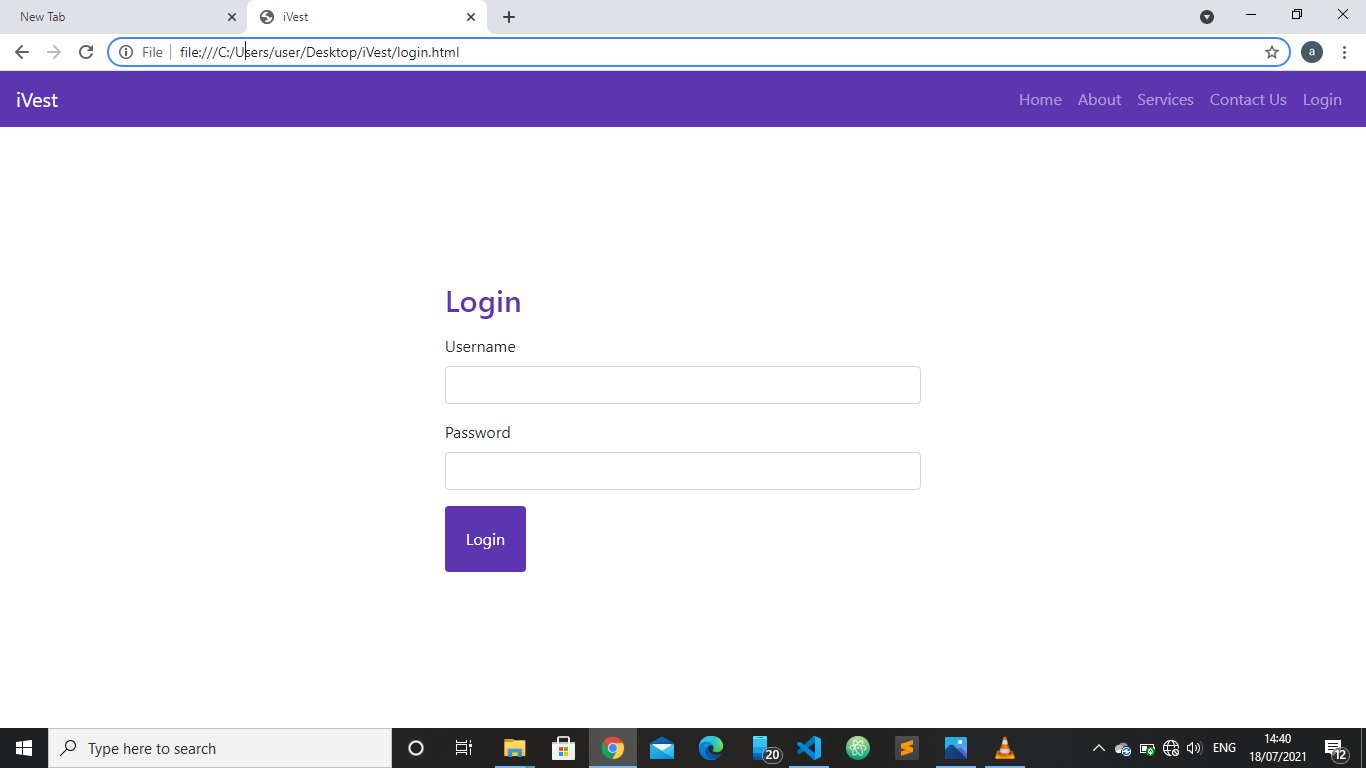 New Tab
iVest
a
File
file:///C:/Users/user/Desktop/iVest/login.html
iVest
Home About Services Contact Us Login
Login
Username
Password
Login
Type here to search
20
ENG
14:40
18/07/2021
12